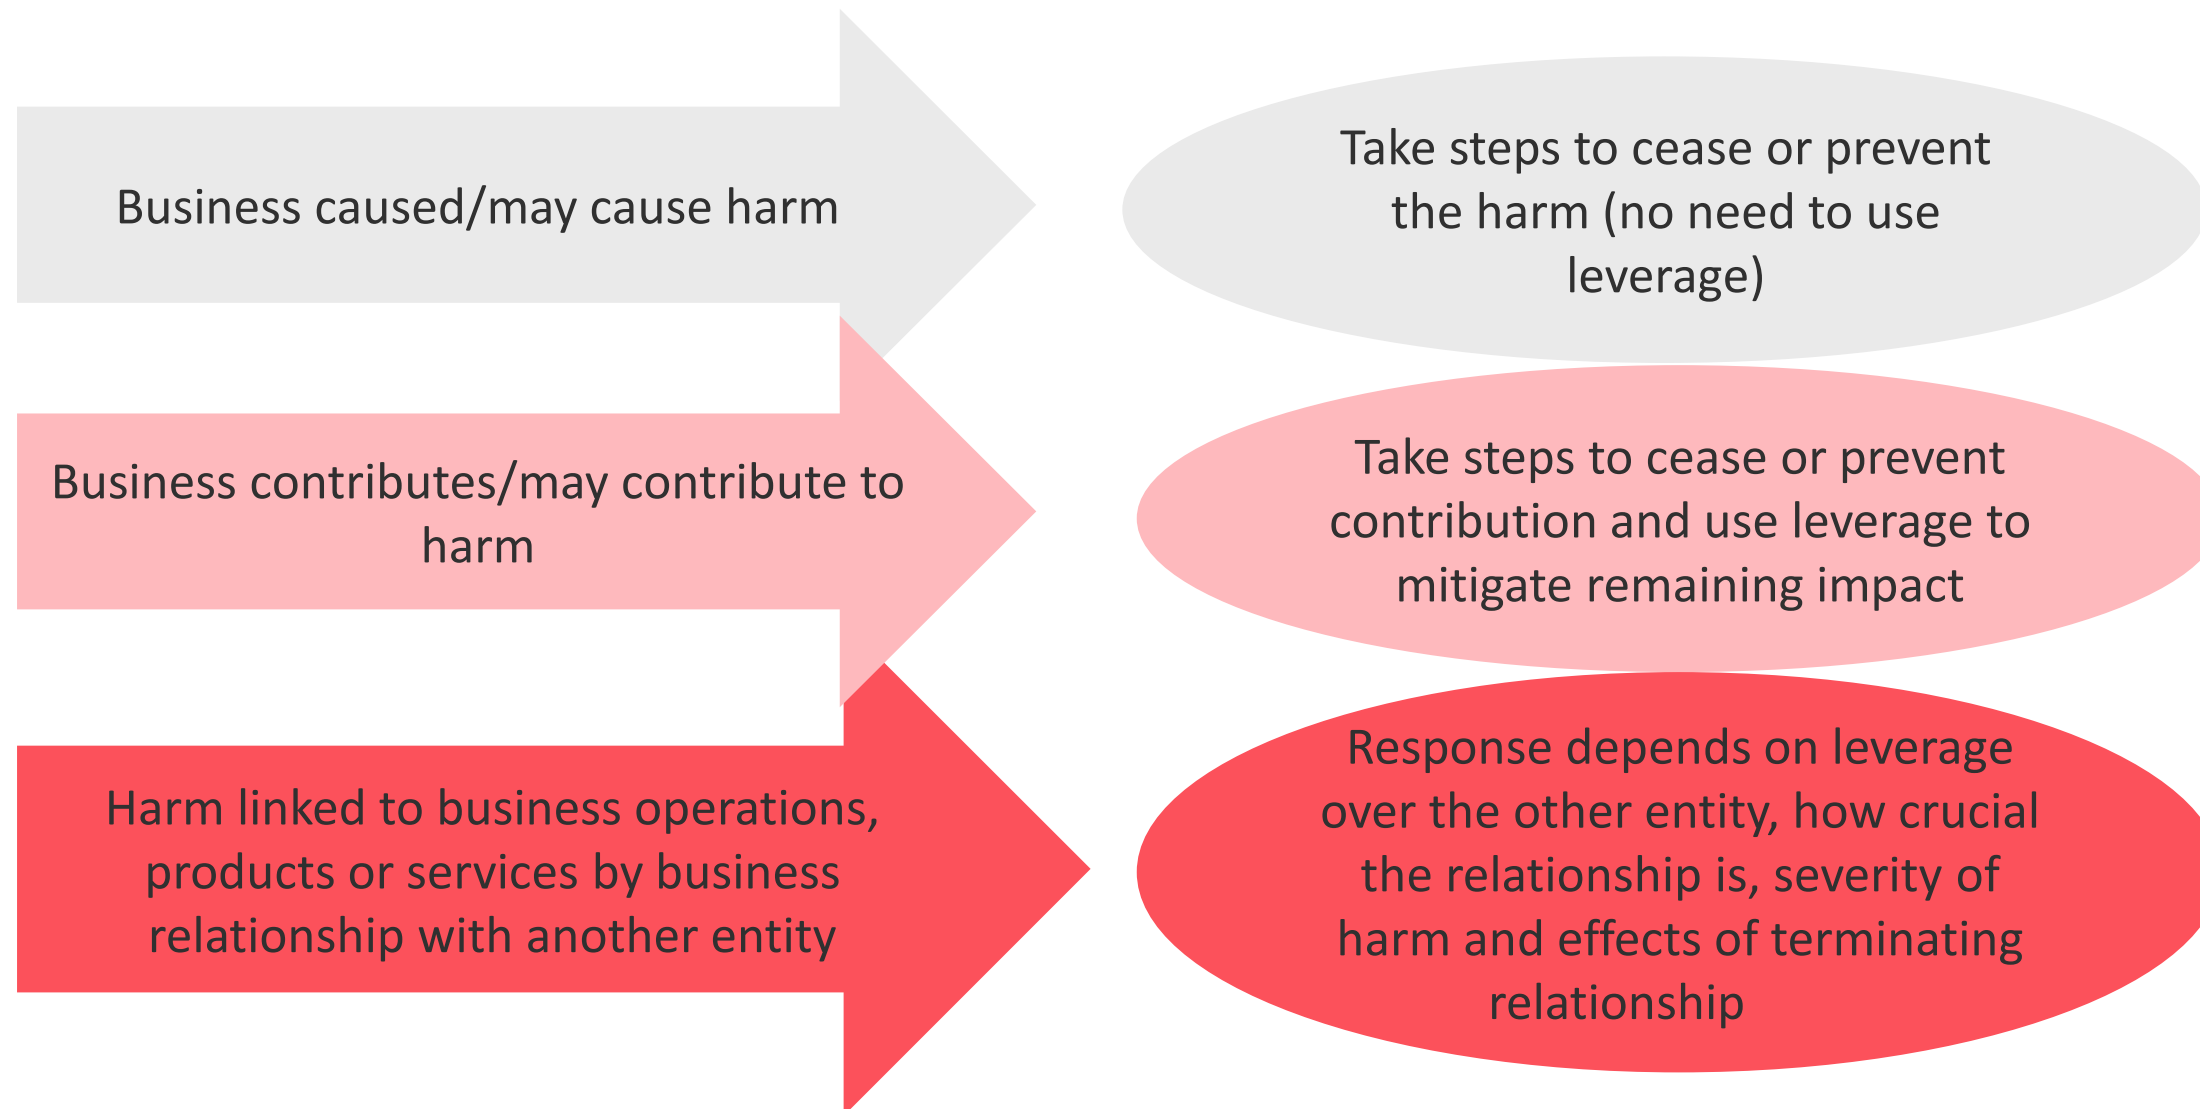 Business caused/may cause harm
Take steps to cease or prevent
the harm (no need to use
leverage)
Business contributes/may contribute to
harm
Take steps to cease or prevent
contribution and use leverage to
mitigate remaining impact
Harm linked to business operations,
products or services by business
relationship with another entity
Response depends on leverage
over the other entity, how crucial
the relationship is, severity of
harm and effects of terminating
relationship